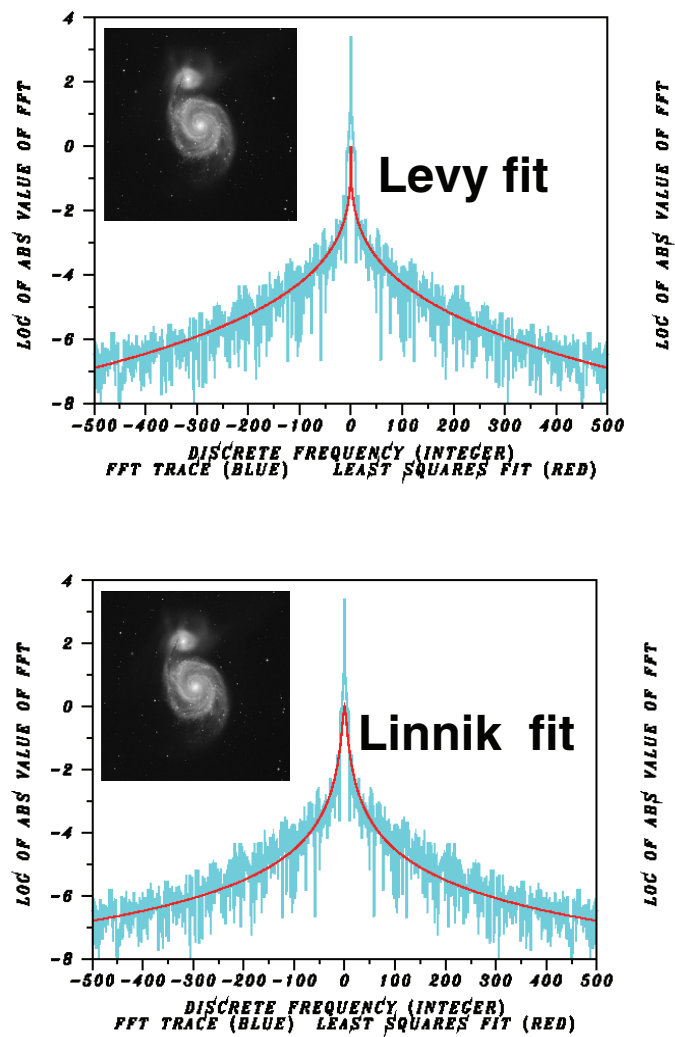 4
2
0
-2
-4
-6
-8
LOG OF ABS VALUE OF FFT
Levy fit
LOG OF ABS VALUE OF FFT
-500 -400 -300 -200 -100 0 100 200 300 400 500
DISCRETE FREQUENCY (INTEGER)
FFT TRACE (BLUE) LEAST SQUARES FIT (RED)
4
2
0
-2
-4
-6
-8
LOG OF ABS VALUE OF FFT
Linnik fit
LOG OF ABS VALUE OF FFT
-500 -400 -300 -200 -100 0 100 200 300 400 500
DISCRETE FREQUENCY (INTEGER)
FFT TRACE (BLUE) LEAST SQUARES FIT (RED)